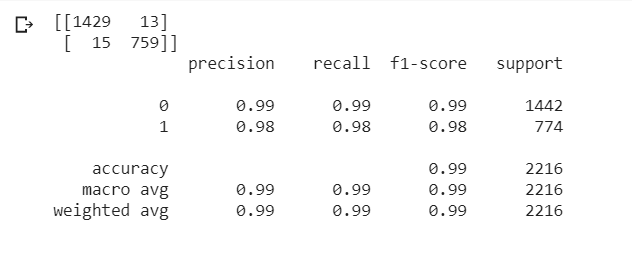 [[1429   13]
 [  15  759]]
              precision    recall  f1-score   support

           0       0.99      0.99      0.99      1442
           1       0.98      0.98      0.98       774

    accuracy                           0.99      2216
   macro avg       0.99      0.99      0.99      2216
weighted avg       0.99      0.99      0.99      2216